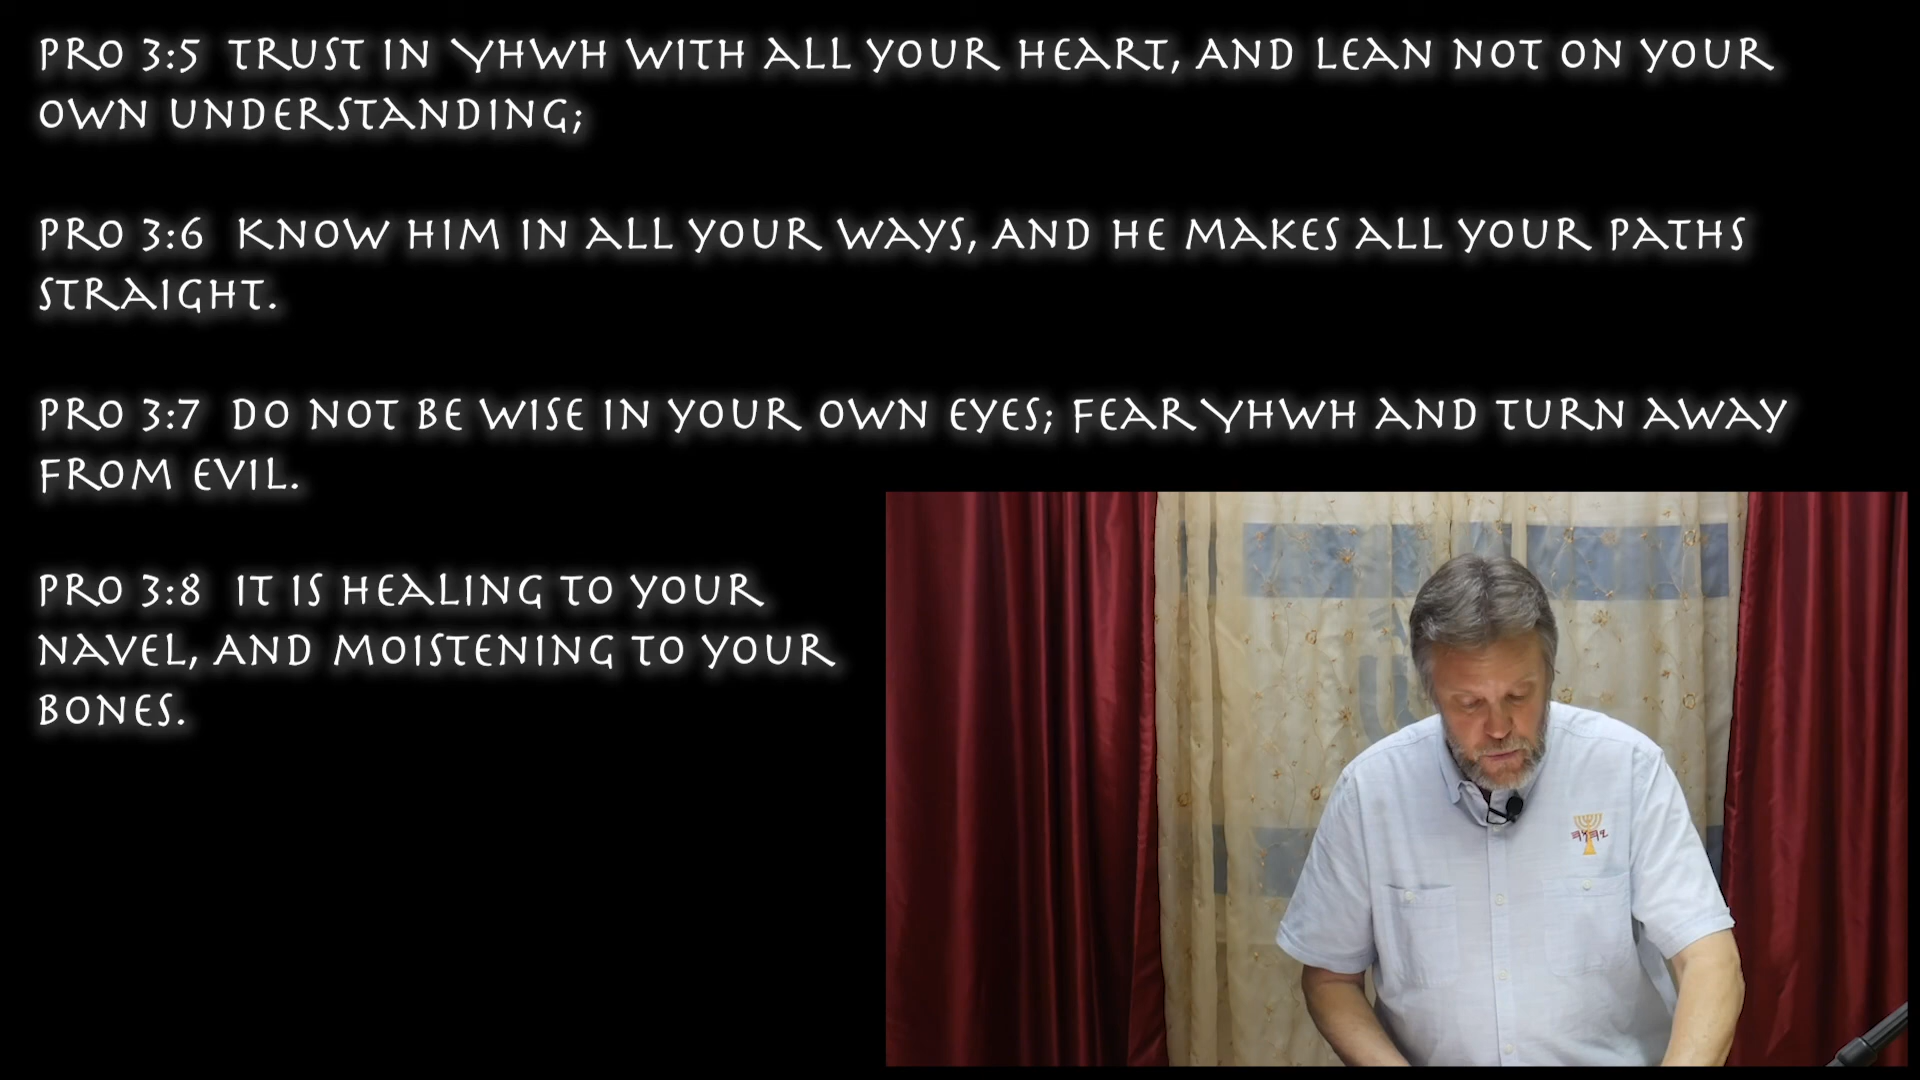 PRO 3:5 TRUST IN YHWH WITH ALL YOUR HEART, AND LEAN NOT ON YOUR
OWN UNDERSTANDING;
PRO 3:6 KNOW HIM IN ALL YOUR WAYS, AND HE MAKES ALL YOUR PATHS
STRAIGHT.
PRO 3:7 DO NOT BE WISE IN YOUR OWN EYES; FEAR YHWH AND TURN AWAY
FROM EVIL.
PRO 3:8 IT IS HEALING TO YOUR
NAVEL, AND MOISTENING TO YOUR
BONES.
𐤉𐤄𐤅𐤄